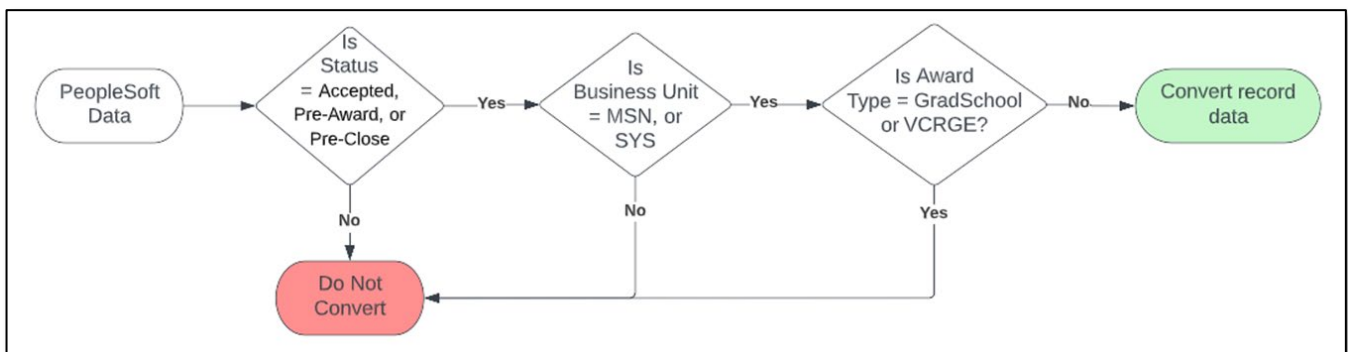 PeopleSoft
Data
Is
Status
= Accepted,
Pre-Award, or
Pre-Close
Yes
Is
Business Unit
= MSN, or
SYS
Yes
Is Award
Type = GradSchool
or VCRGE?
No
Convert record
data
No
No
Yes
Do Not
Convert